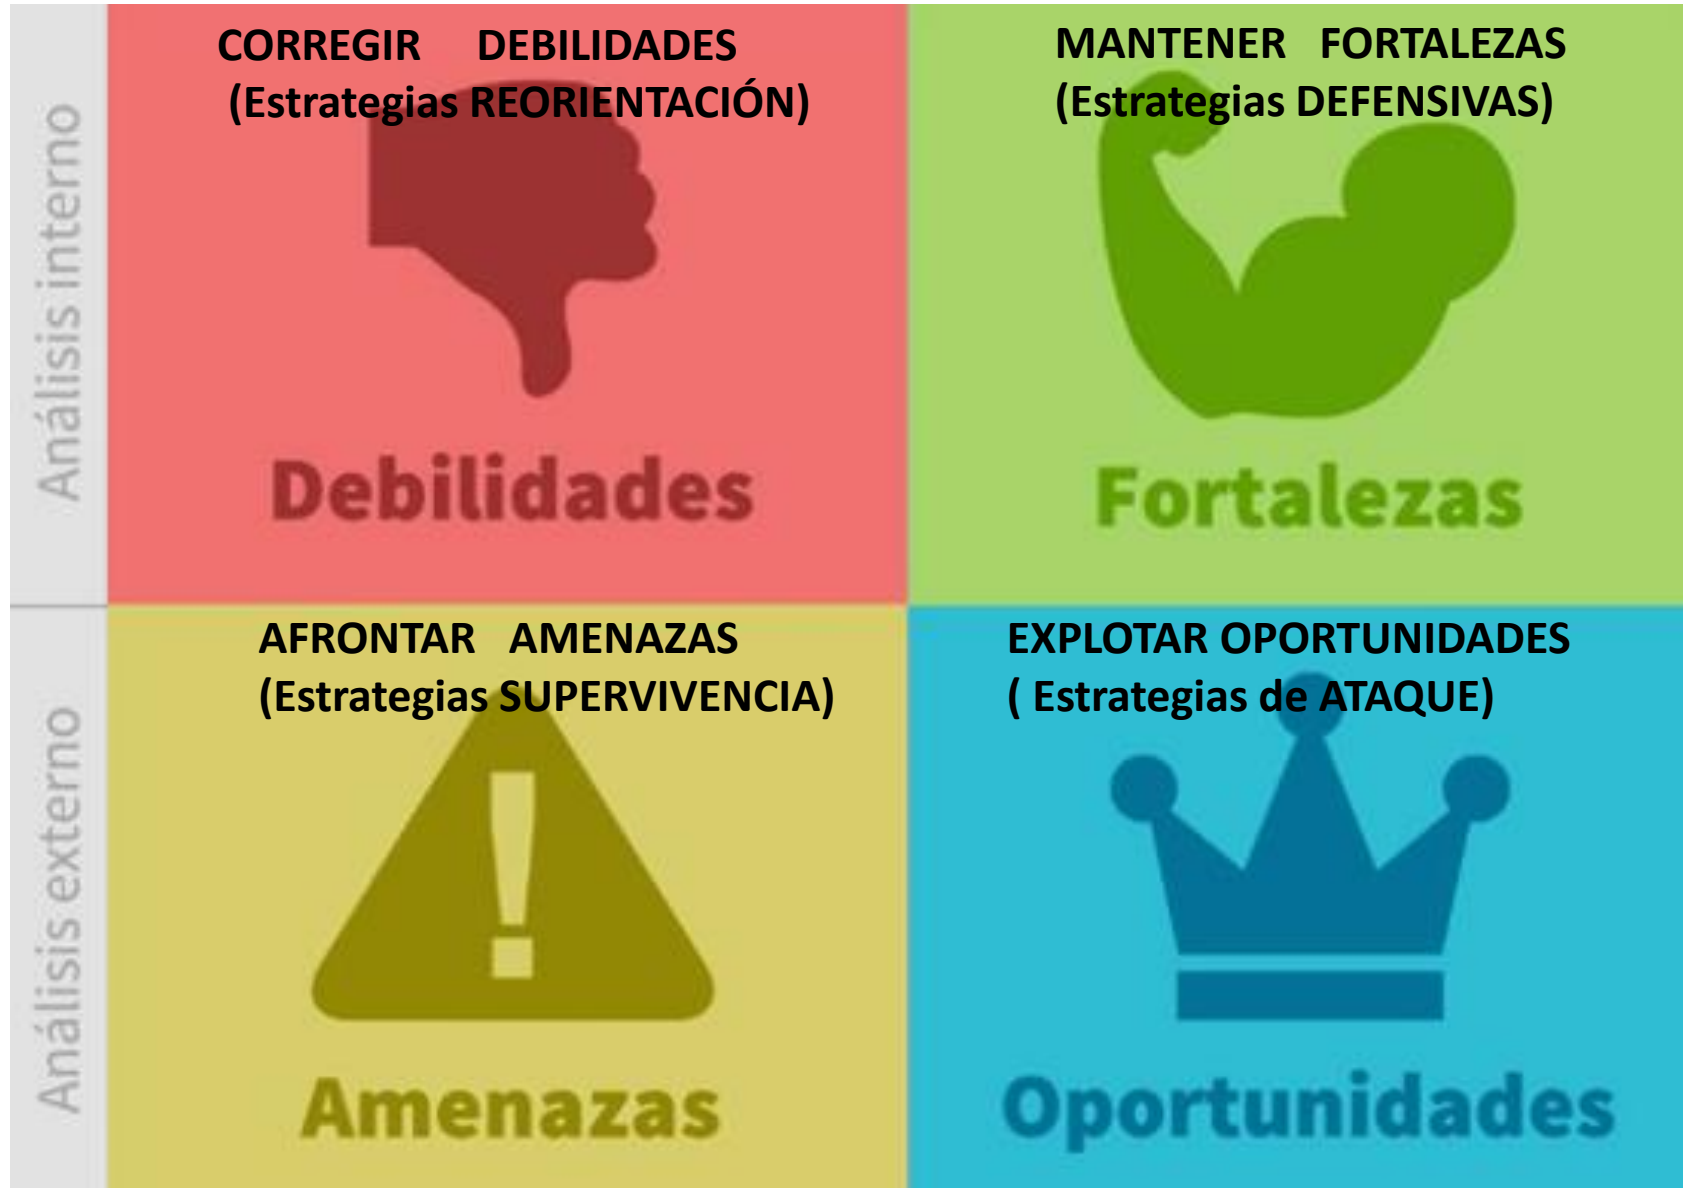 CORREGIR DEBILIDADES
(Estrategias REORIENTACIÓN)
Debilidades
MANTENER FORTALEZAS
(Estrategias DEFENSIVAS)
Fortalezas
Análisis interno
AFRONTAR AMENAZAS
(Estrategias SUPERVIVENCIA)
!
Amenazas
EXPLOTAR OPORTUNIDADES
( Estrategias de ATAQUE)
Oportunidades
Análisis externo